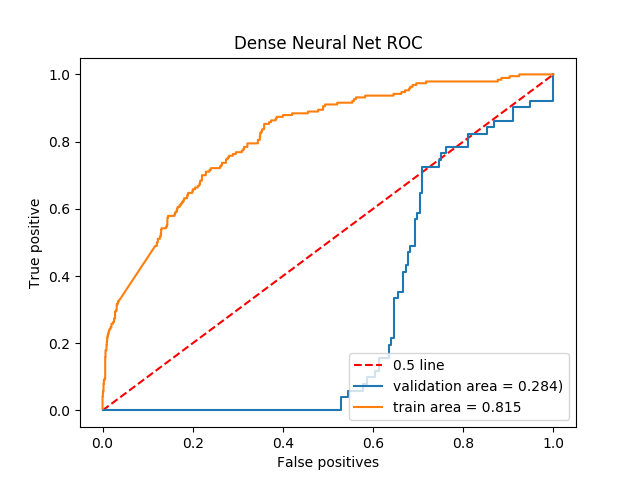 Dense Neural Net ROC
True positive
1.0
0.8
0.6
0.4
0.2
0.0
0.5 line
validation area = 0.284)
train area = 0.815
0.0 0.2 0.4 0.6 0.8 1.0
False positives